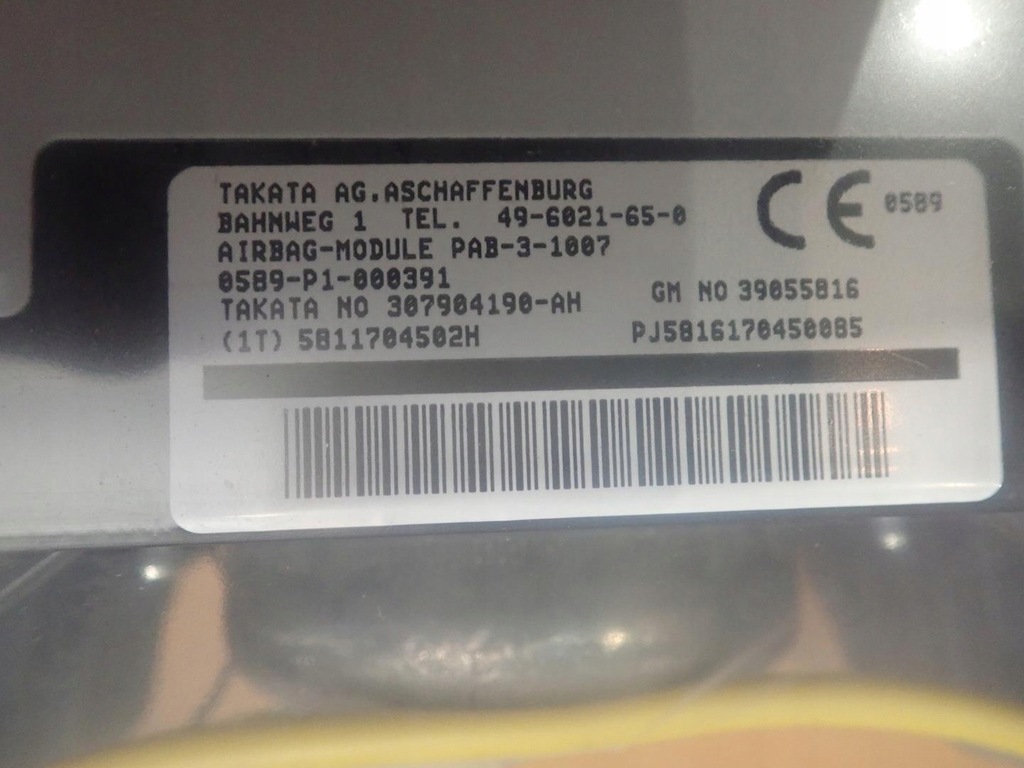 TAKATA AG.ASCHAFFENBURG
BAHNWEG 1 TEL. 49-6021-65-0
AIRBAG-MODULE PAB-3-1007
0589-P1-000391
TAKATA NO 307904190-AH
(1T) 5811704502H
CE 0589
GM NO 39055816
PJ5816170450085